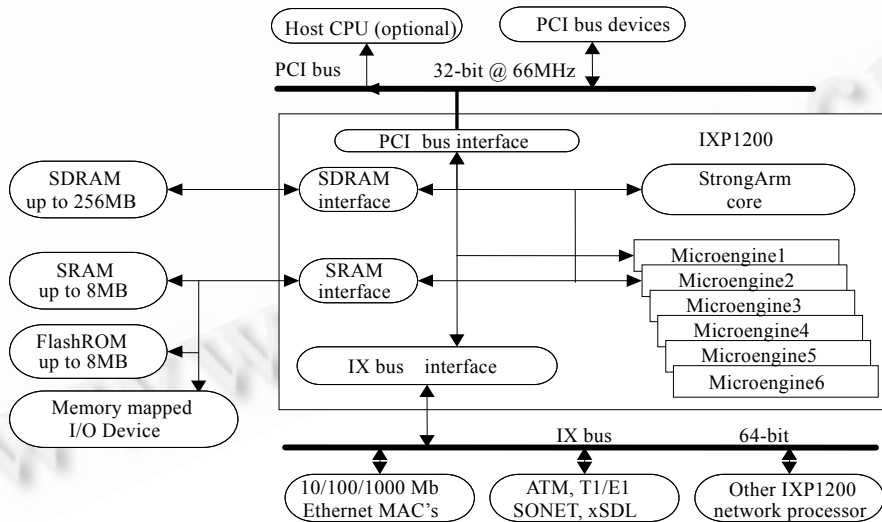 Host CPU (optional)
PCI bus devices
PCI bus
32-bit @ 66MHz
PCI bus interface
IXP1200
SDRAM
up to 256MB
SDRAM
interface
StrongArm
core
SRAM
up to 8MB
SRAM
interface
Microengine1
Microengine2
Microengine3
Microengine4
Microengine5
Microengine6
FlashROM
up to 8MB
IX bus interface
Memory mapped
I/O Device
IX bus
64-bit
10/100/1000 Mb
Ethernet MAC's
ATM, T1/E1
SONET, xSDL
Other IXP1200
network processor